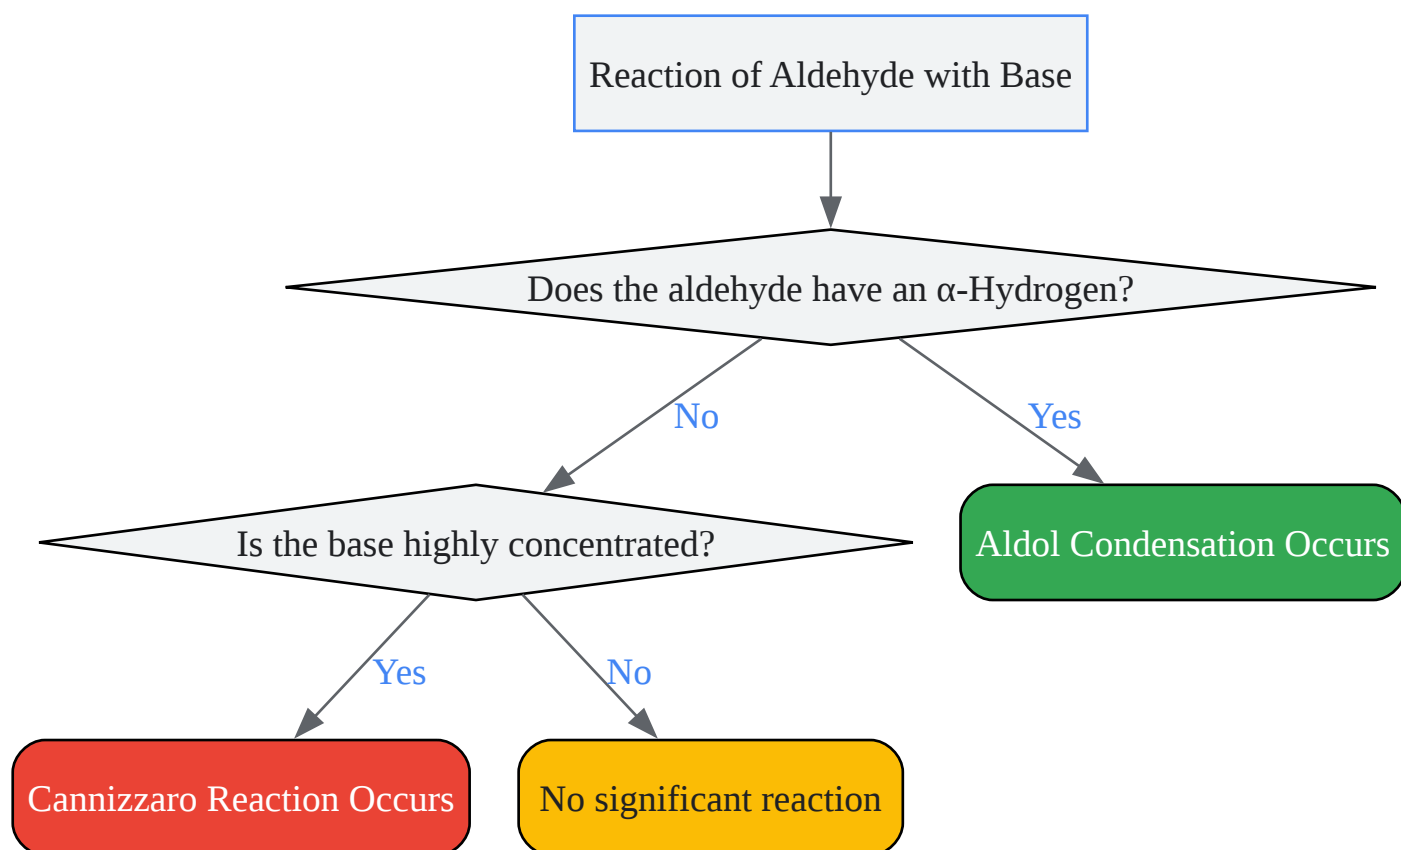 Reaction of Aldehyde with Base
Does the aldehyde have an α-Hydrogen?
No
Yes
Is the base highly concentrated?
Aldol Condensation Occurs
Yes
No
Cannizzaro Reaction Occurs
No significant reaction